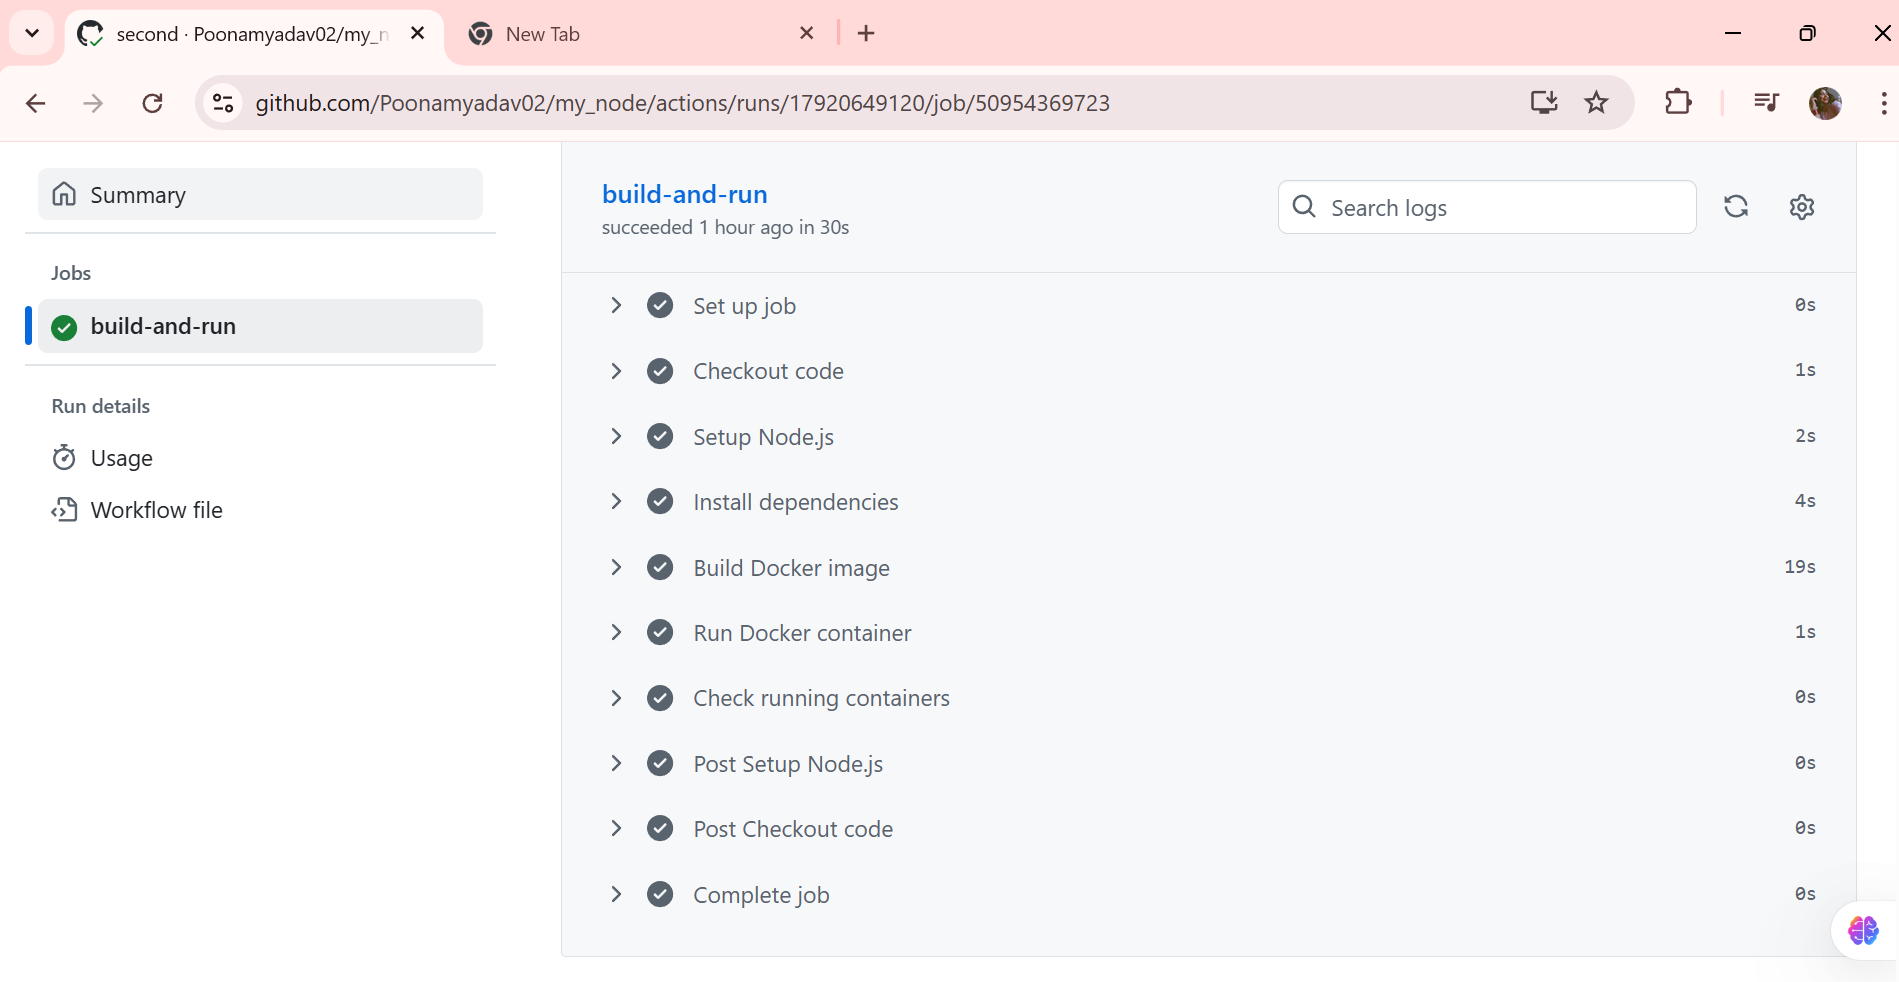 second · Poonamyadav02/my_n
New Tab
github.com/Poonamyadav02/my_node/actions/runs/17920649120/job/50954369723
Summary
Jobs
build-and-run
Run details
Usage
Workflow file
build-and-run
succeeded 1 hour ago in 30s
Search logs
Set up job 0s
Checkout code 1s
Setup Node.js 2s
Install dependencies 4s
Build Docker image 19s
Run Docker container 1s
Check running containers 0s
Post Setup Node.js 0s
Post Checkout code 0s
Complete job 0s